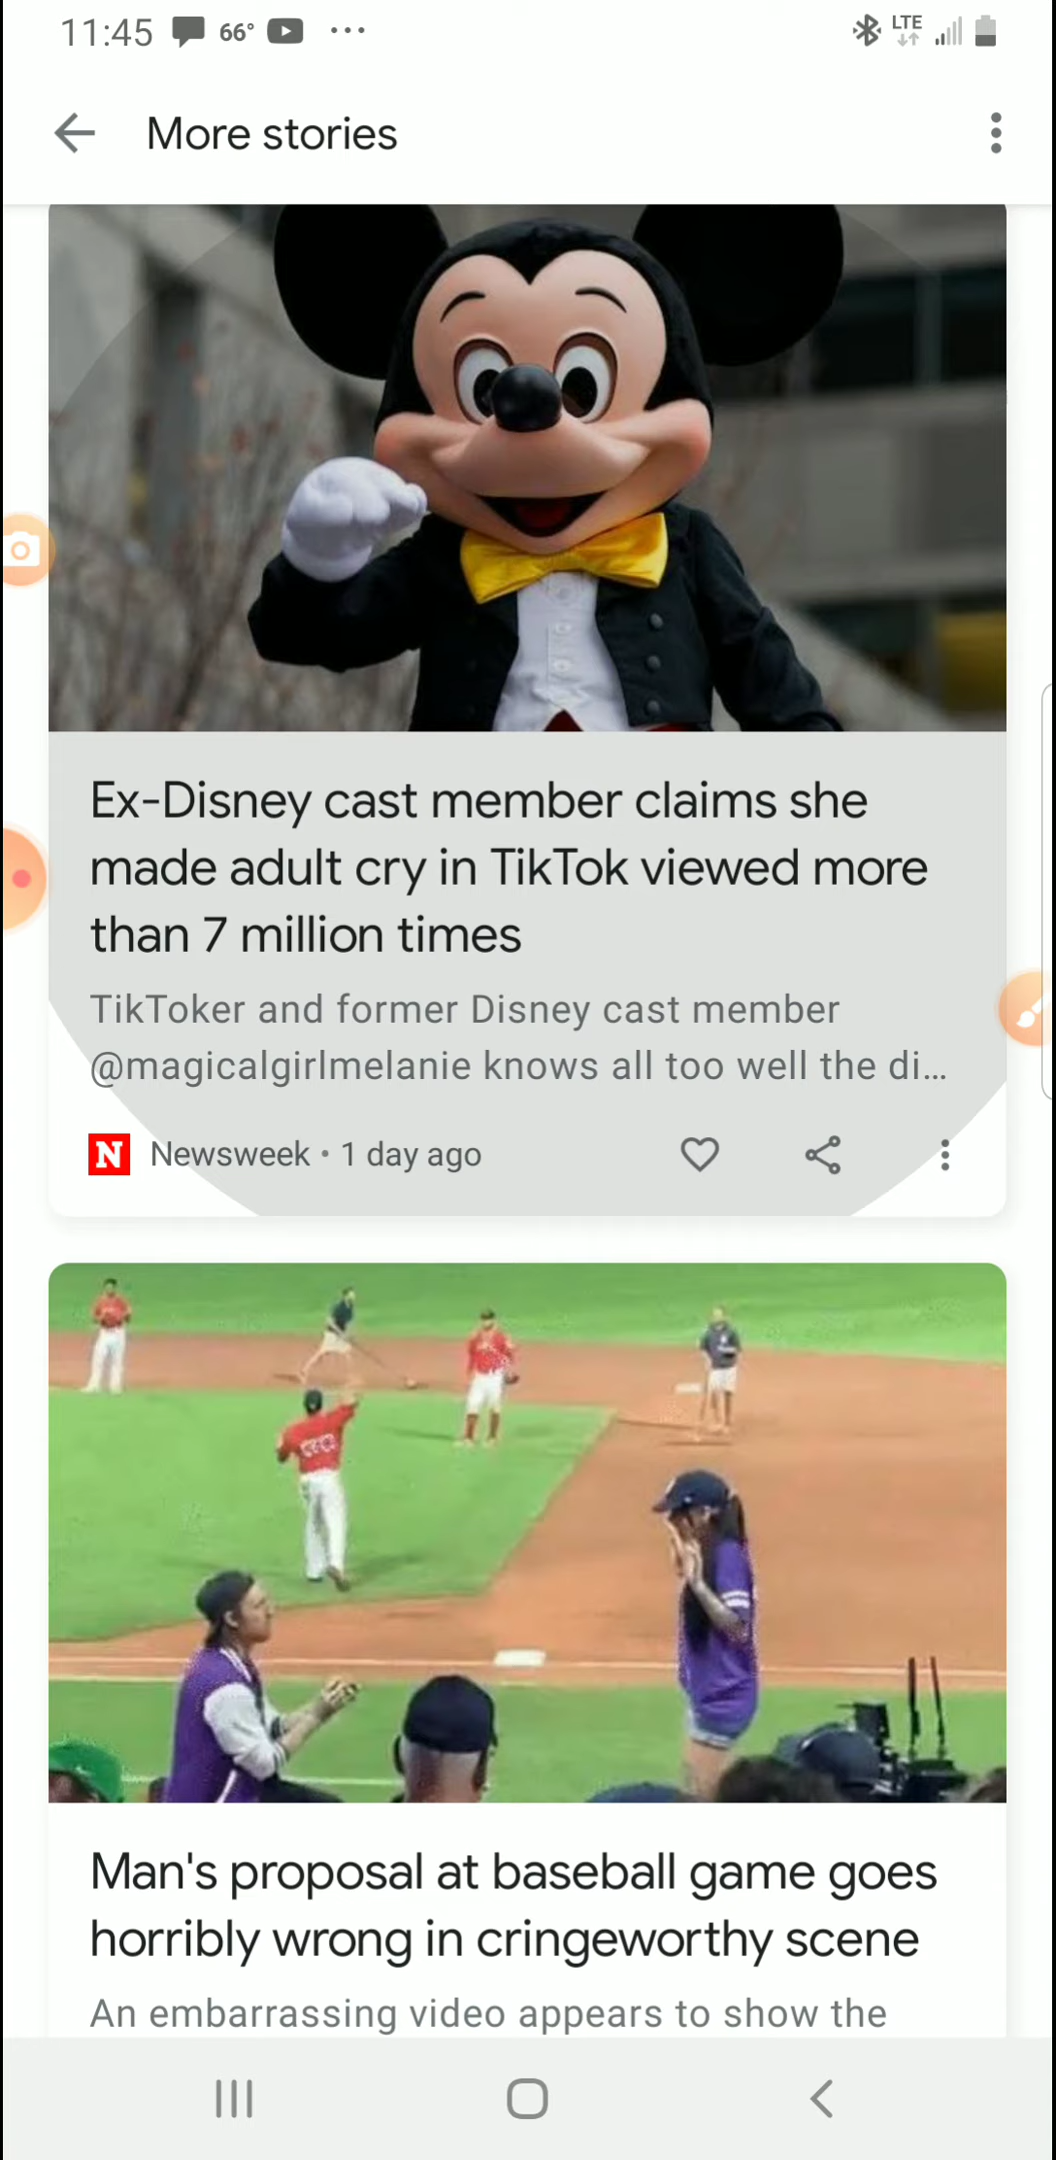 11:45 66° LTE
More stories
Ex-Disney cast member claims she
made adult cry in TikTok viewed more
than 7 million times
TikToker and former Disney cast member
@magicalgirlmelanie knows all too well the di...
N Newsweek • 1 day ago
Man's proposal at baseball game goes
horribly wrong in cringeworthy scene
An embarrassing video appears to show the